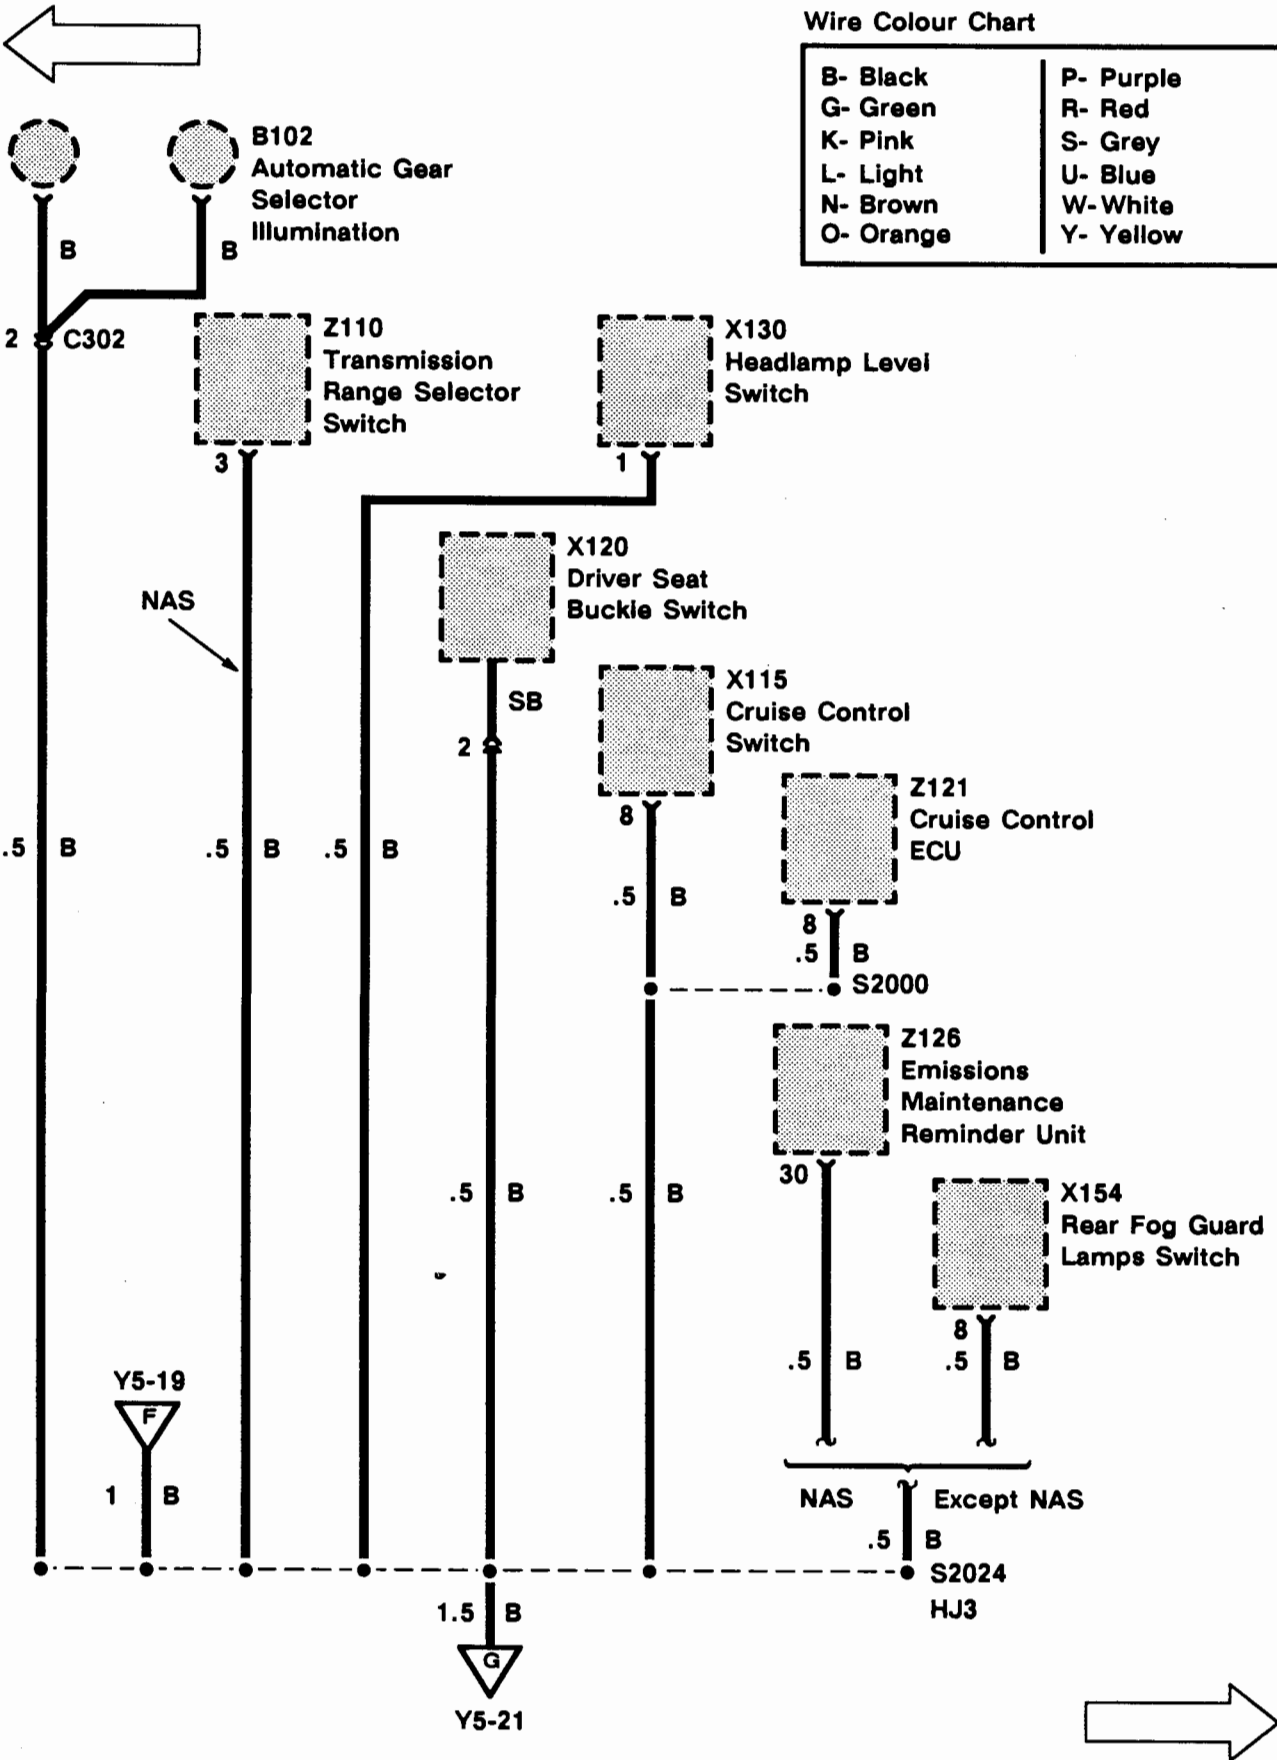 Wire Colour Chart
B- Black
G- Green
K- Pink
L- Light
N- Brown
O- Orange
P- Purple
R- Red
S- Grey
U- Blue
W- White
Y- Yellow
B102
Automatic Gear
Selector
Illumination
B
B
2
C302
Z110
Transmission
Range Selector
Switch
3
X130
Headlamp Level
Switch
1
X120
Driver Seat
Buckle Switch
NAS
SB
2
X115
Cruise Control
Switch
8
Z121
Cruise Control
ECU
8
.5 B
.5 B
.5 B
.5 B
.5 B
S2000
Z126
Emissions
Maintenance
Reminder Unit
30
X154
Rear Fog Guard
Lamps Switch
8
.5 B
.5 B
.5 B
.5 B
Y5-19
F
1 B
NAS
Except NAS
.5 B
S2024
HJ3
1.5 B
G
Y5-21